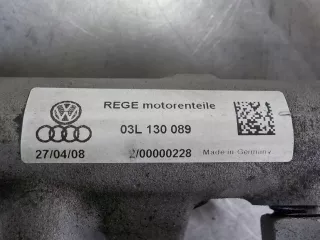 REGE motorenteile
03L 130 089
27/04/08 2/00000228 Made in Germany